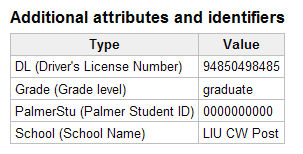 Additional attributes and identifiers
Type Value
DL (Driver's License Number) 94850498485
Grade (Grade level) graduate
PalmerStu (Palmer Student ID) 0000000000
School (School Name) LIU CW Post